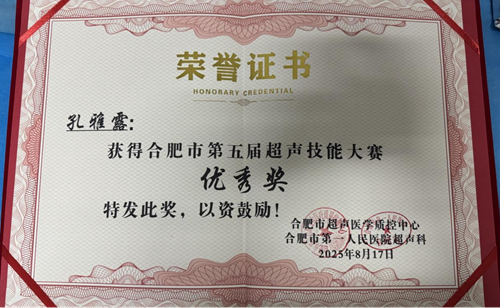 荣誉证书
HONORARY CREDENTIAL
孔雅露:
获得合肥市第五届超声技能大赛
优秀奖
特发此奖，以资鼓励！
合肥市超声医学质控中心
合肥市第一人民医院超声科
2025年8月17日